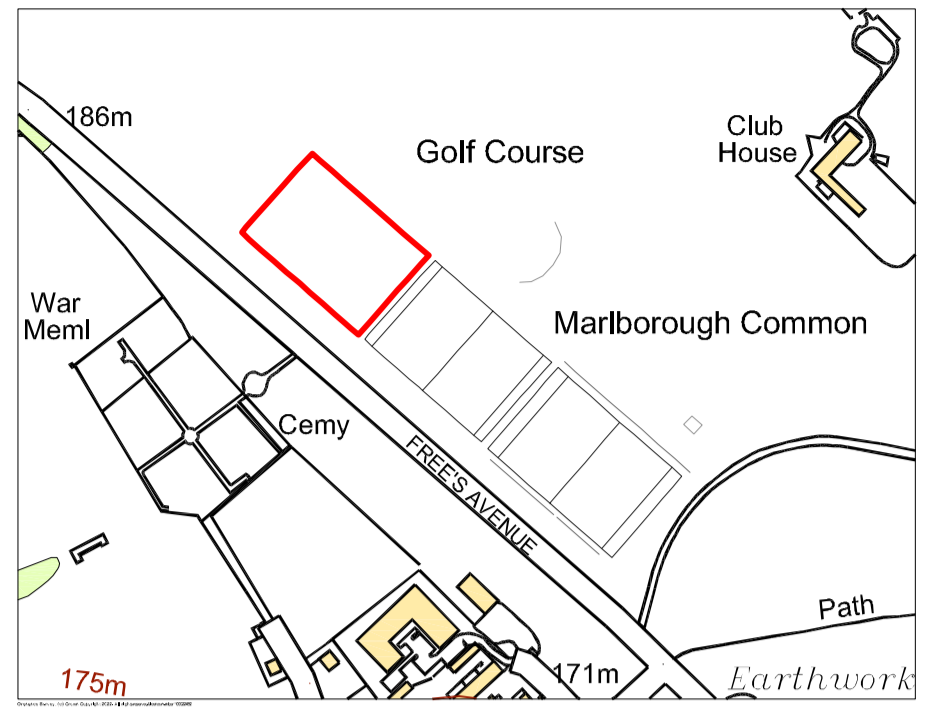 186m
Golf Course
Club
House
War
Meml
Marlborough Common
Cemy
FREE'S AVENUE
Path
171m
175m
Earthwork